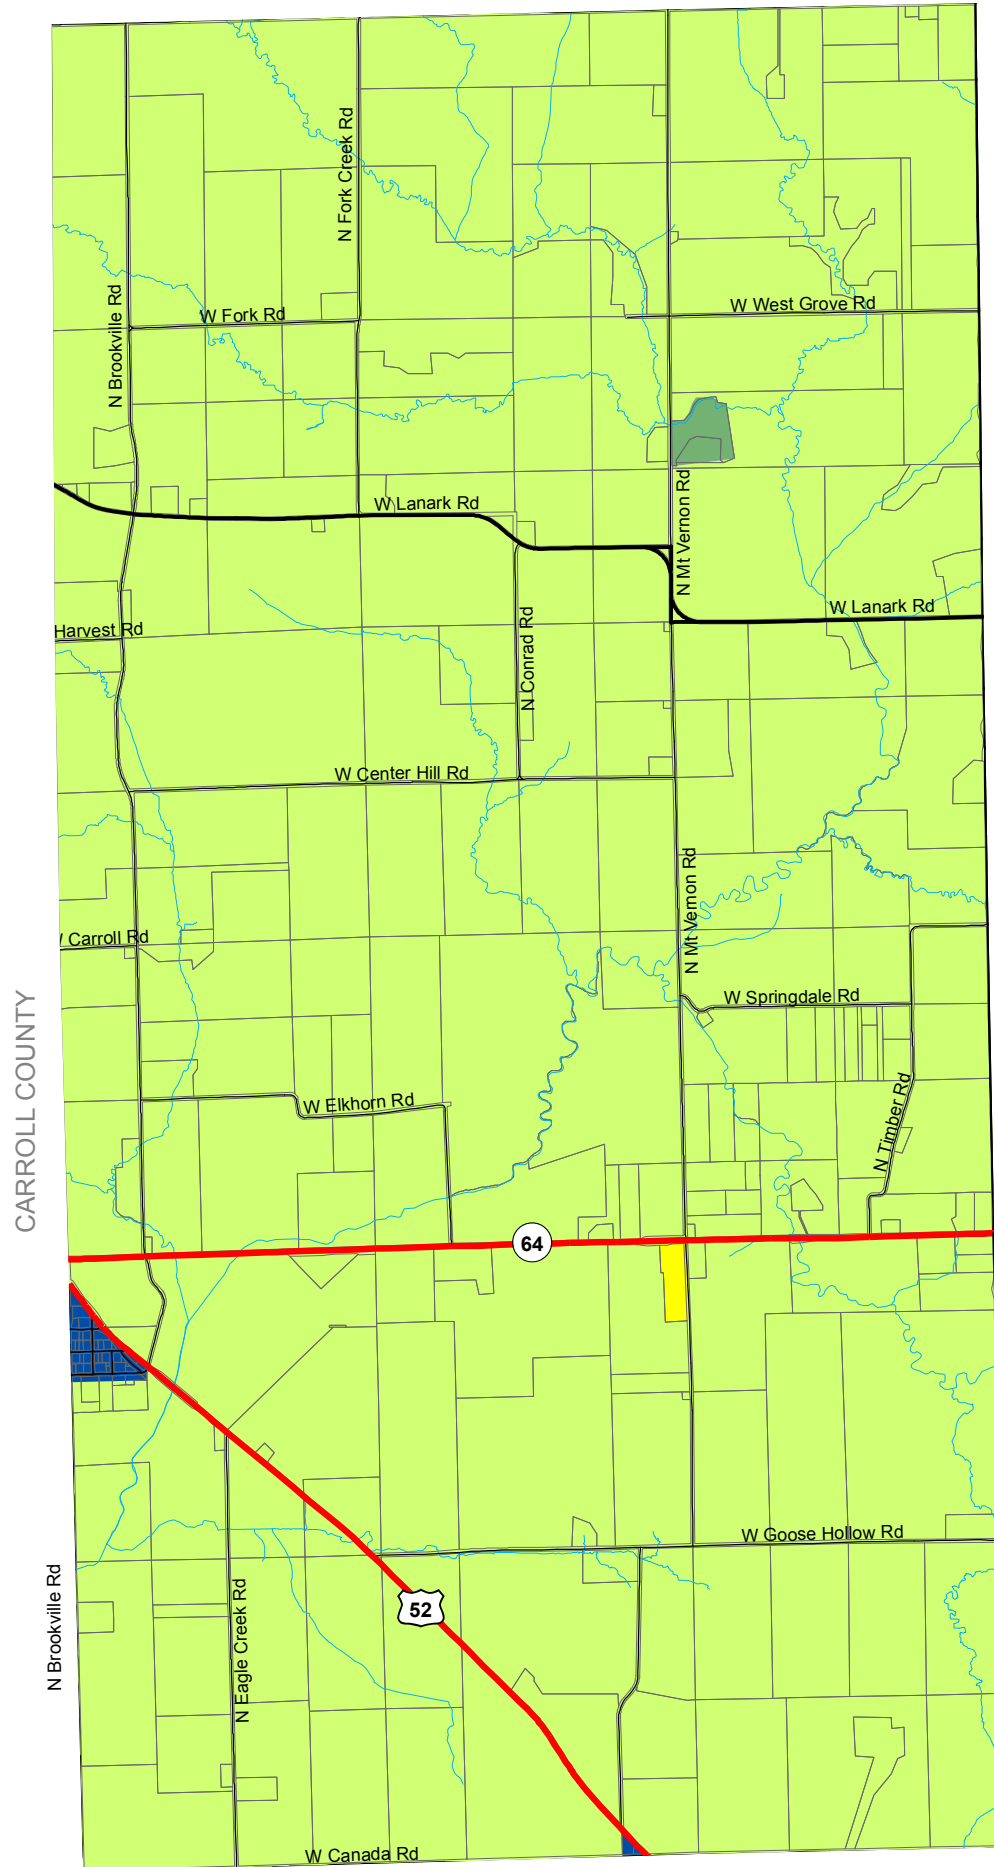 N Fork Creek Rd
N Brookville Rd
W Fork Rd
W West Grove Rd
W Lanark Rd
N Mt Vernon Rd
W Lanark Rd
Harvest Rd
N Conrad Rd
W Center Hill Rd
N Mt Vernon Rd
Carroll Rd
W Springdale Rd
CARROLL COUNTY
W Elkhorn Rd
N Timber Rd
64
W Goose Hollow Rd
N Brookville Rd
N Eagle Creek Rd
52
W Canada Rd